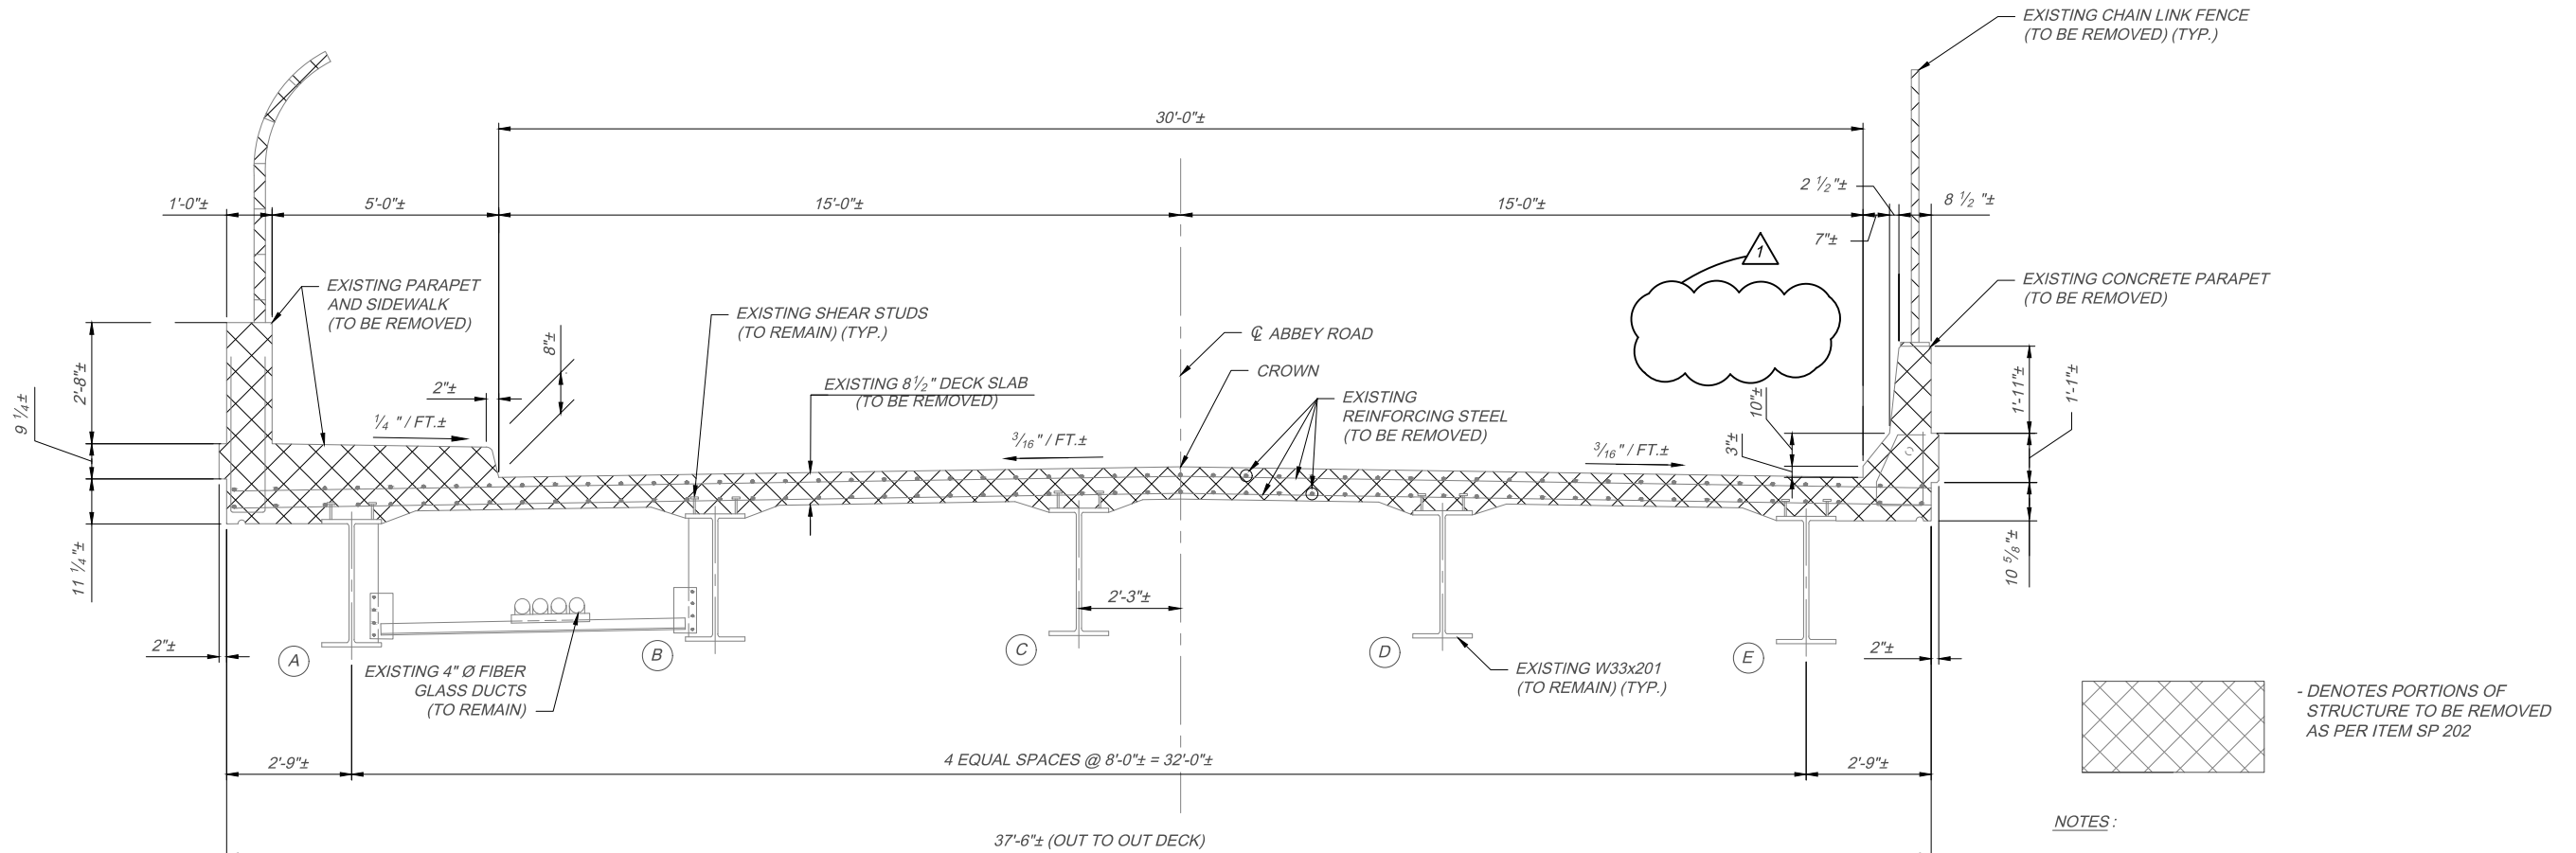 EXISTING CHAIN LINK FENCE
(TO BE REMOVED) (TYP.)
30'-0"±
2 1/2"±
1'-0"±
5'-0"±
15'-0"±
15'-0"±
8 1/2 "±
7"±
1
EXISTING PARAPET
AND SIDEWALK
(TO BE REMOVED)
EXISTING SHEAR STUDS
(TO REMAIN) (TYP.)
℄ ABBEY ROAD
CROWN
EXISTING CONCRETE PARAPET
(TO BE REMOVED)
8"±
2"±
2'-8"±
9 1/4"±
1/4 " / FT.±
EXISTING 8 1/2" DECK SLAB
(TO BE REMOVED)
EXISTING
REINFORCING STEEL
(TO BE REMOVED)
10"±
3"±
1'-11"±
1'-1"±
3/16 " / FT.±
3/16 " / FT.±
11 1/4"±
10 5/8 "±
2'-3"±
2"±
A
B
C
D
E
2"±
EXISTING 4" Ø FIBER
GLASS DUCTS
(TO REMAIN)
EXISTING W33x201
(TO REMAIN) (TYP.)
- DENOTES PORTIONS OF
STRUCTURE TO BE REMOVED
AS PER ITEM SP 202
2'-9"±
4 EQUAL SPACES @ 8'-0"± = 32'-0"±
2'-9"±
NOTES :
37'-6"± (OUT TO OUT DECK)